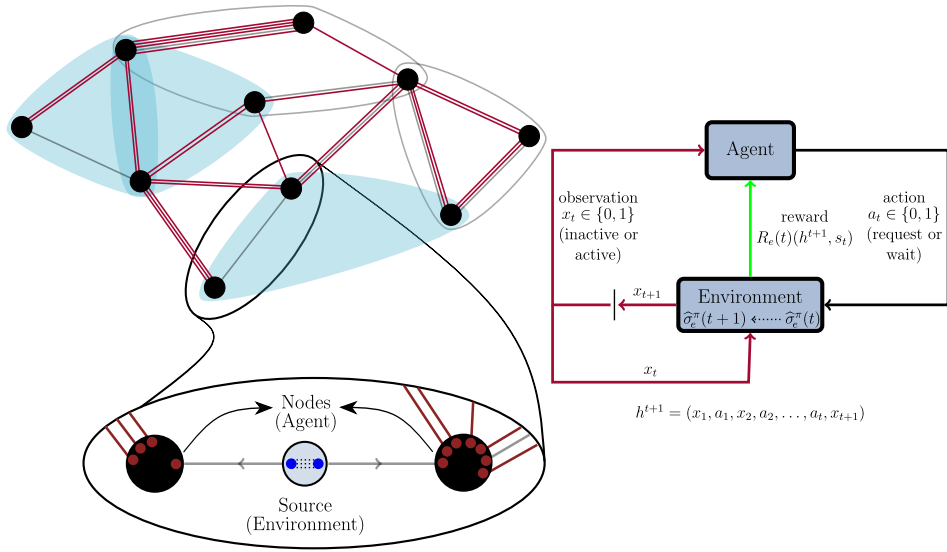 Agent
observation
x_t ∈ {0, 1}
(inactive or
active)
reward
R_e(t)(h^{t+1}, s_t)
action
a_t ∈ {0, 1}
(request or
wait)
x_{t+1}
Environment
σ̂_e^π(t + 1) ⇠ σ̂_e^π(t)
x_t
h^{t+1} = (x_1, a_1, x_2, a_2, . . . , a_t, x_{t+1})
Nodes
(Agent)
Source
(Environment)